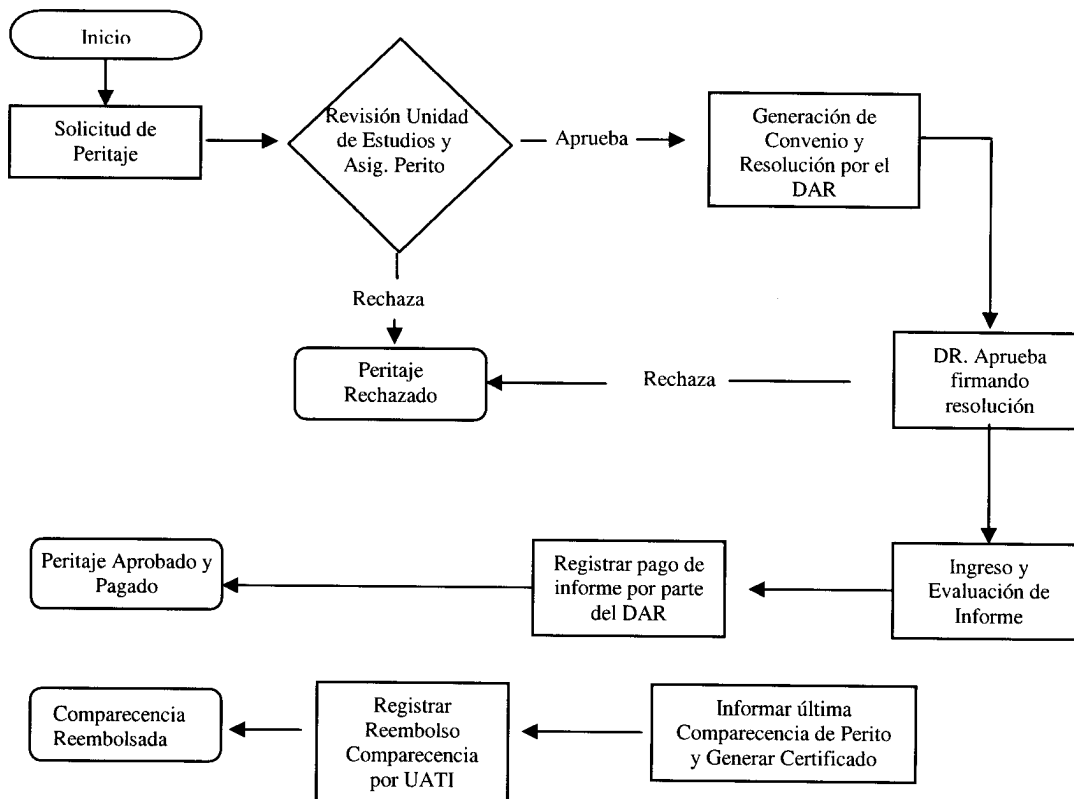 Inicio
Solicitud de
Peritaje
Revisión Unidad
de Estudios y
Asig. Perito
Aprueba
Generación de
Convenio y
Resolución por el
DAR
Rechaza
Peritaje
Rechazado
Rechaza
DR. Aprueba
firmando
resolución
Peritaje Aprobado y
Pagado
Registrar pago de
informe por parte
del DAR
Ingreso y
Evaluación de
Informe
Comparecencia
Reembolsada
Registrar
Reembolso
Comparecencia
por UATI
Informar última
Comparecencia de Perito
y Generar Certificado